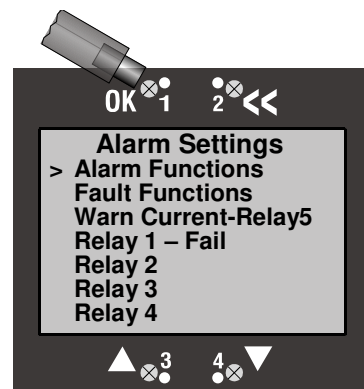 OK 1 2 <<
Alarm Settings
> Alarm Functions
Fault Functions
Warn Current-Relay5
Relay 1 – Fail
Relay 2
Relay 3
Relay 4
3 4